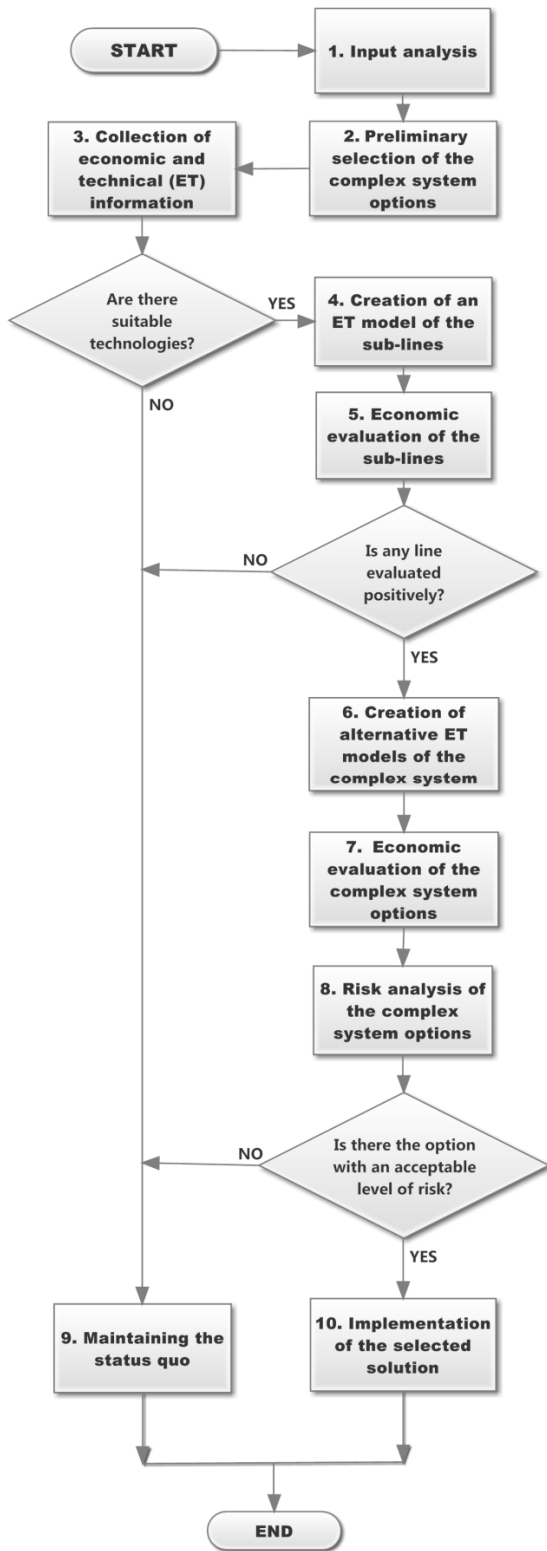 START
1. Input analysis
2. Preliminary
selection of the
complex system
options
3. Collection of
economic and
technical (ET)
information
Are there
suitable
technologies?
YES
NO
4. Creation of an
ET model of the
sub-lines
5. Economic
evaluation of the
sub-lines
Is any line
evaluated
positively?
NO
YES
6. Creation of
alternative ET
models of the
complex system
7. Economic
evaluation of the
complex system
options
8. Risk analysis of
the complex
system options
Is there the option
with an acceptable
level of risk?
NO
YES
9. Maintaining the
status quo
10. Implementation
of the selected
solution
END